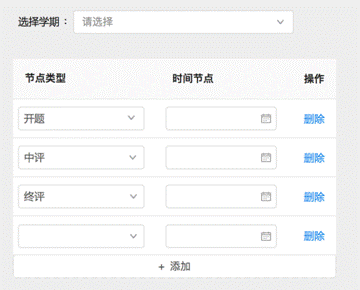 选择学期： 请选择
节点类型 时间节点 操作
开题 删除
中评 删除
终评 删除
删除
+ 添加